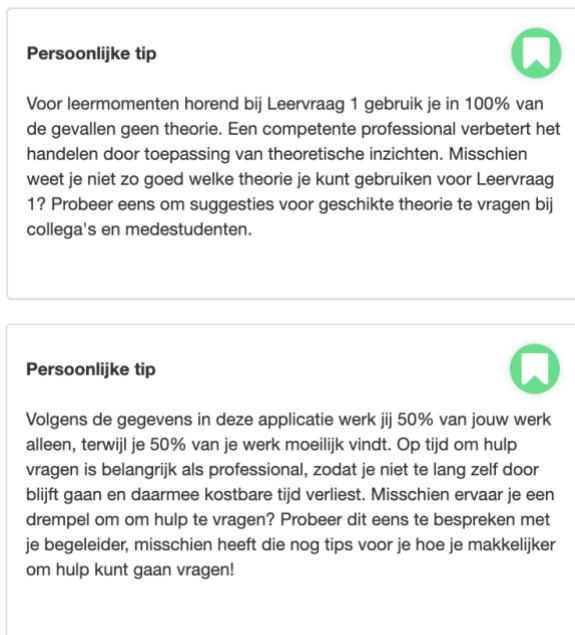 Persoonlijke tip
Voor leermomenten horend bij Leervraag 1 gebruik je in 100% van
de gevallen geen theorie. Een competente professional verbetert het
handelen door toepassing van theoretische inzichten. Misschien
weet je niet zo goed welke theorie je kunt gebruiken voor Leervraag
1? Probeer eens om suggesties voor geschikte theorie te vragen bij
collega's en medestudenten.
Persoonlijke tip
Volgens de gegevens in deze applicatie werk jij 50% van jouw werk
alleen, terwijl je 50% van je werk moeilijk vindt. Op tijd om hulp
vragen is belangrijk als professional, zodat je niet te lang zelf door
blijft gaan en daarmee kostbare tijd verliest. Misschien ervaar je een
drempel om om hulp te vragen? Probeer dit eens te bespreken met
je begeleider, misschien heeft die nog tips voor je hoe je makkelijker
om hulp kunt gaan vragen!